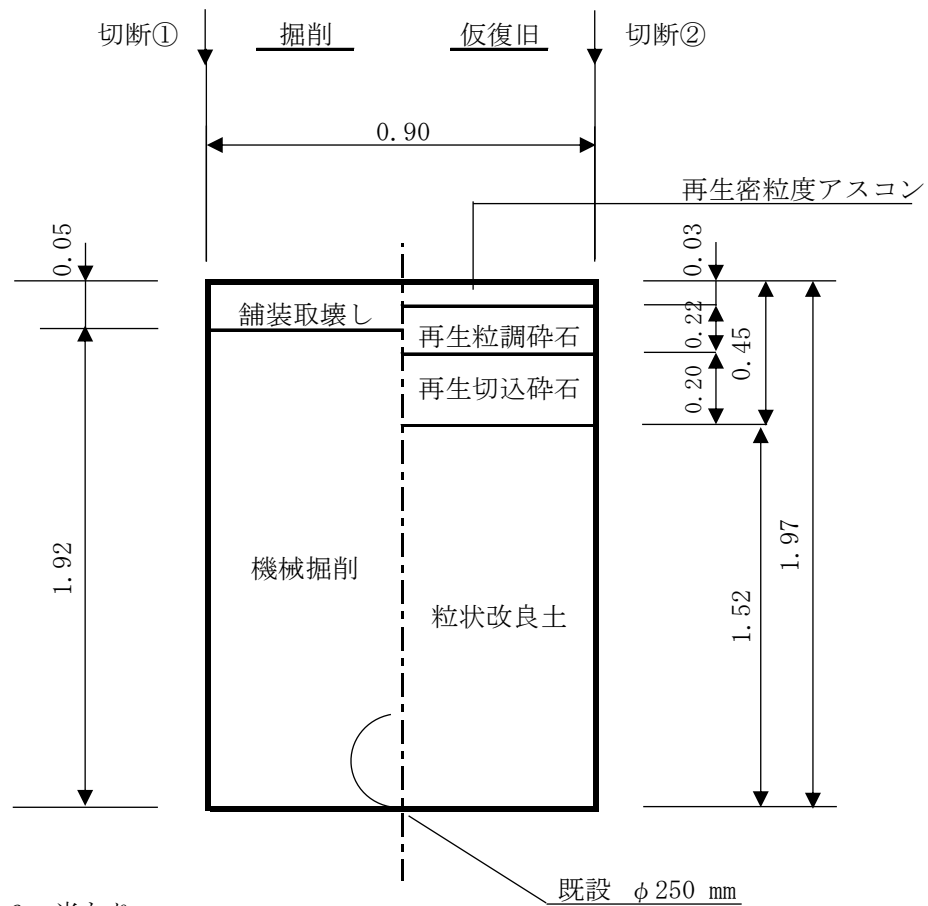 切断① 掘削 仮復旧 切断②
0.90
再生密粒度アスコン
0.05
0.03
舗装取壊し
再生粒調砕石
0.22
0.45
再生切込砕石
0.20
1.92
機械掘削
粒状改良土
1.52
1.97
既設 φ250 mm